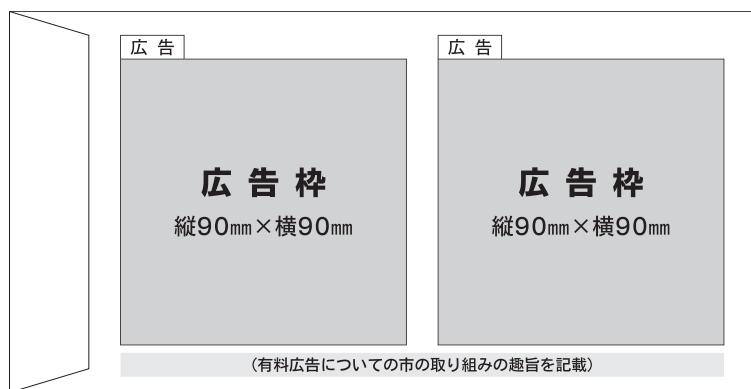 広 告
広 告 枠
縦90㎜×横90㎜
広 告
広 告 枠
縦90㎜×横90㎜
(有料広告についての市の取り組みの趣旨を記載)